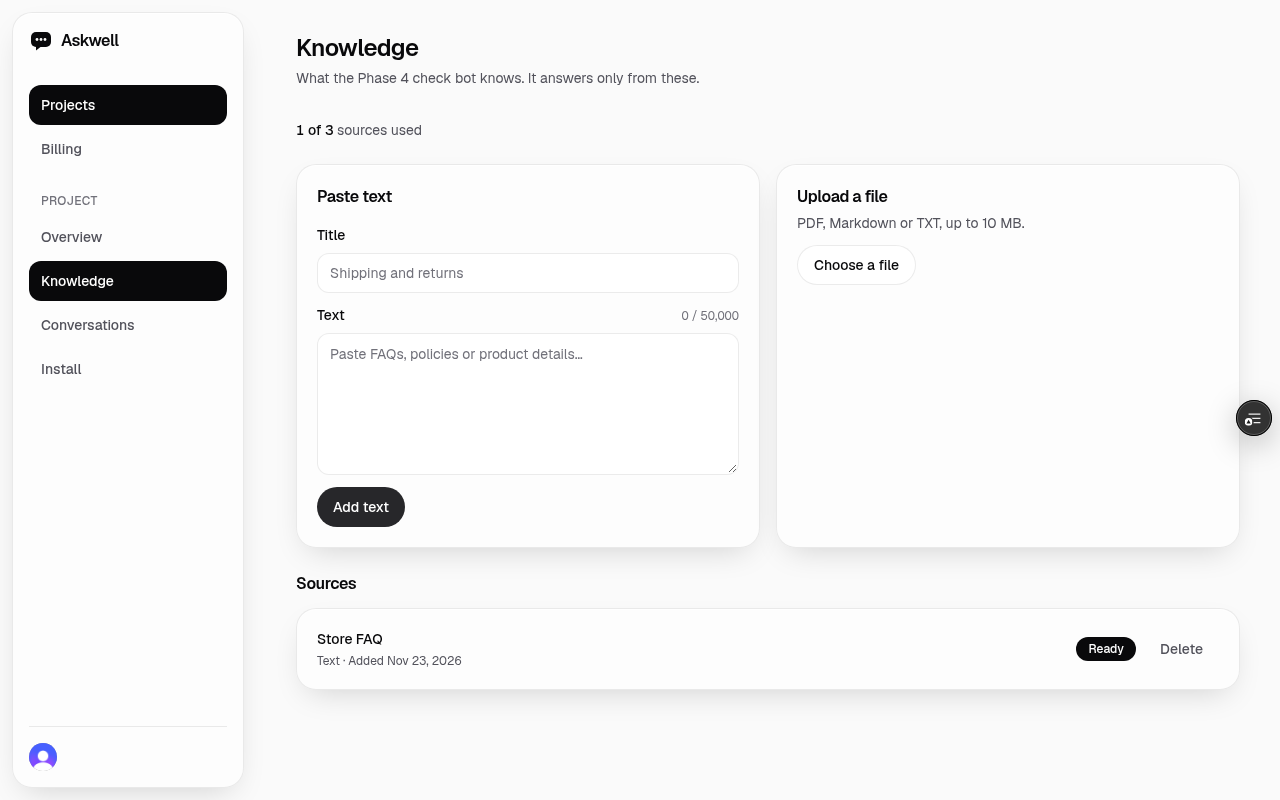 Askwell
Projects
Billing
PROJECT
Overview
Knowledge
Conversations
Install
Knowledge
What the Phase 4 check bot knows. It answers only from these.
1 of 3 sources used
Paste text
Title
Shipping and returns
Text
0 / 50,000
Paste FAQs, policies or product details...
Add text
Upload a file
PDF, Markdown or TXT, up to 10 MB.
Choose a file
Sources
Store FAQ
Text · Added Nov 23, 2026
Ready
Delete